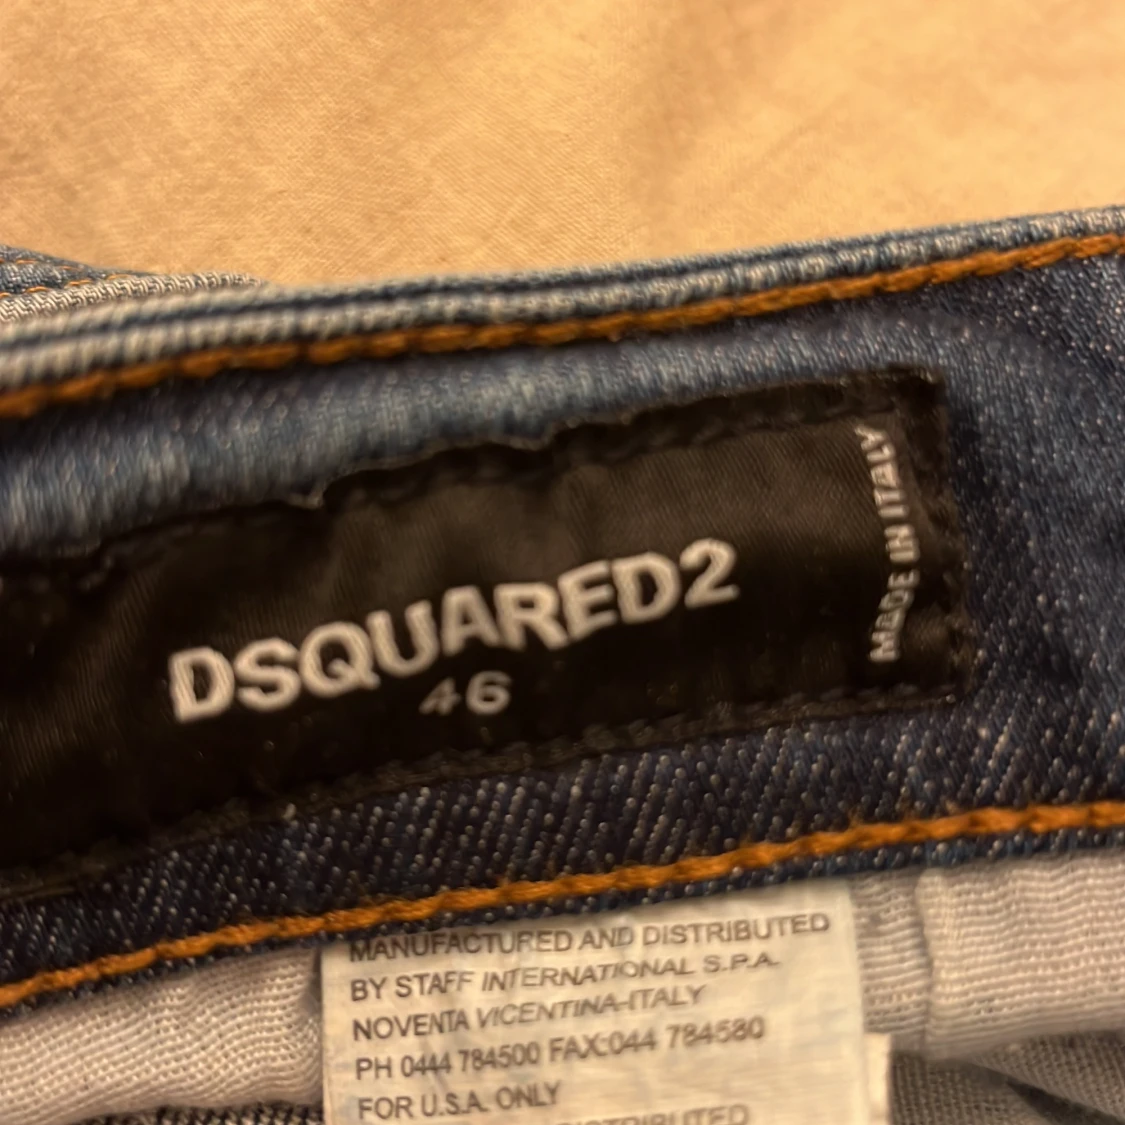 DSQUARED2
46
MADE IN ITALY
MANUFACTURED AND DISTRIBUTED
BY STAFF INTERNATIONAL S.P.A.
NOVENTA VICENTINA-ITALY
PH 0444 784500 FAX:044 784580
FOR U.S.A. ONLY
DISTRIBUTED